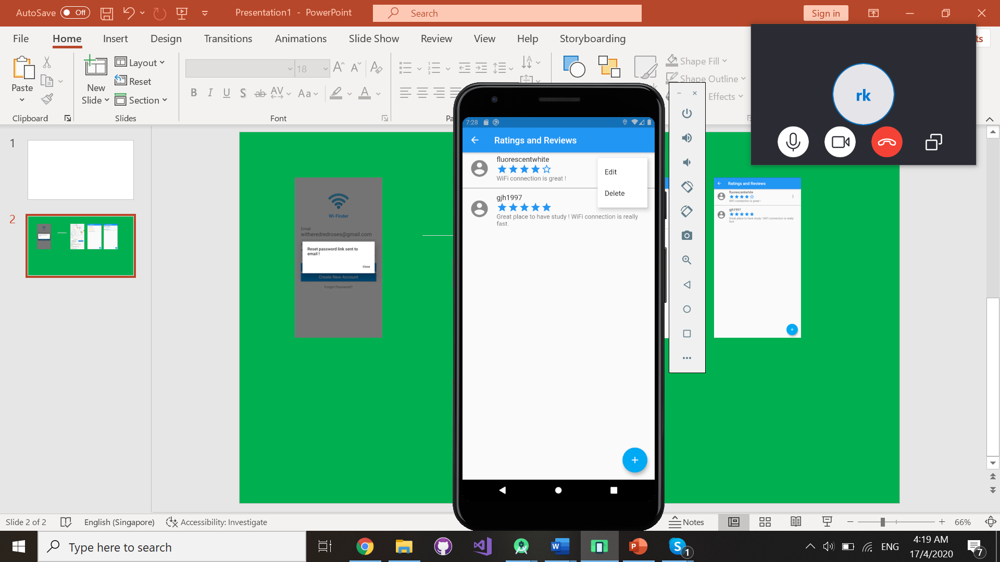 AutoSave Off
Presentation1 - PowerPoint
Search
Sign in
File Home Insert Design Transitions Animations Slide Show Review View Help Storyboarding
ts
Paste
New
Slide
Layout
Reset
Section
18
B I U S ab AV Aa A
Shape Fill
Shape Outline
Effects
Clipboard
Slides
Font
Pa
rk
1
2
Wi-Finder
Email
witheredredroses@gmail.com
Reset password link sent to
email !
Close
Create New Account
Forgot Password?
7:28
Ratings and Reviews
fluorescentwhite
WiFi connection is great !
Edit
Delete
gjh1997
Great place to have study ! WiFi connection is really
fast.
Ratings and Reviews
fluorescentwhite
WiFi connection is great !
gjh1997
Great place to have study ! WiFi connection is really
fast.
Slide 2 of 2
English (Singapore)
Accessibility: Investigate
Notes
66%
Type here to search
1
ENG
4:19 AM
17/4/2020
7